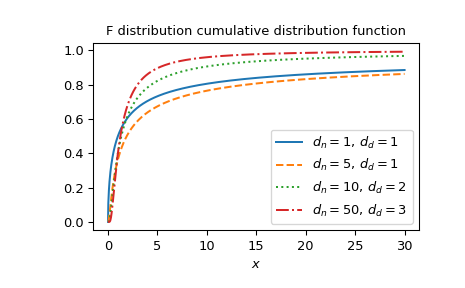 F distribution cumulative distribution function
1.0
0.8
0.6
0.4
0.2
0.0
d_n = 1, d_d = 1
d_n = 5, d_d = 1
d_n = 10, d_d = 2
d_n = 50, d_d = 3
0 5 10 15 20 25 30
x